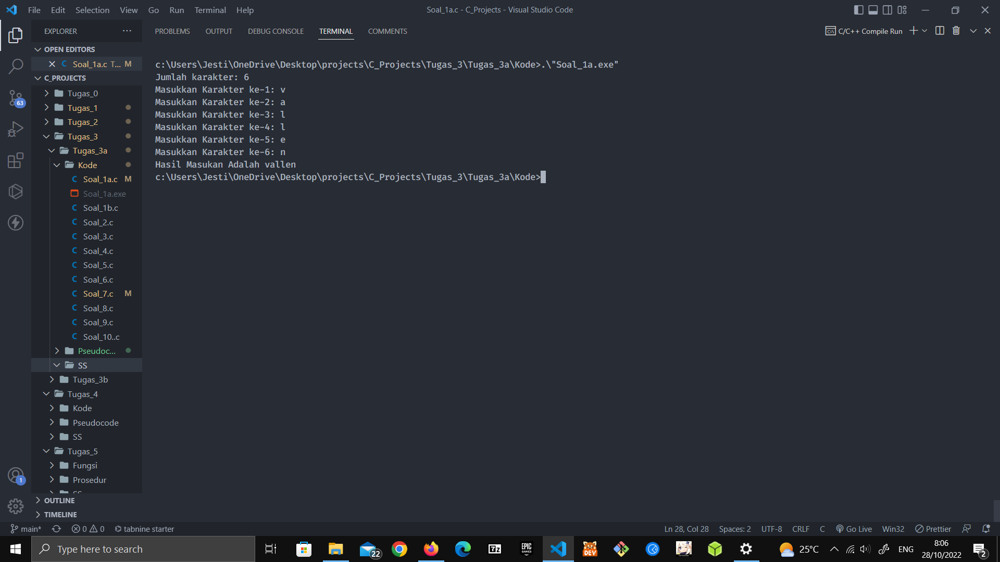 File Edit Selection View Go Run Terminal Help
Soal_1a.c - C_Projects - Visual Studio Code
EXPLORER
PROBLEMS OUTPUT DEBUG CONSOLE TERMINAL COMMENTS
C/C++ Compile Run
OPEN EDITORS
Soal_1a.c T... M
C_PROJECTS
Tugas_0
Tugas_1
Tugas_2
Tugas_3
Tugas_3a
Kode
Soal_1a.c M
Soal_1a.exe
Soal_1b.c
Soal_2.c
Soal_3.c
Soal_4.c
Soal_5.c
Soal_6.c
Soal_7.c M
Soal_8.c
Soal_9.c
Soal_10..c
Pseudoc...
SS
Tugas_3b
Tugas_4
Kode
Pseudocode
SS
Tugas_5
Fungsi
Prosedur
SS
OUTLINE
TIMELINE
63
1
c:\Users\Jesti\OneDrive\Desktop\projects\C_Projects\Tugas_3\Tugas_3a\Kode>.\"Soal_1a.exe"
Jumlah karakter: 6
Masukkan Karakter ke-1: v
Masukkan Karakter ke-2: a
Masukkan Karakter ke-3: l
Masukkan Karakter ke-4: l
Masukkan Karakter ke-5: e
Masukkan Karakter ke-6: n
Hasil Masukan Adalah vallen
c:\Users\Jesti\OneDrive\Desktop\projects\C_Projects\Tugas_3\Tugas_3a\Kode>
main* 0 0 tabnine starter
Ln 28, Col 28 Spaces: 2 UTF-8 CRLF C Go Live Win32 Prettier
Type here to search
22
7z
EPIC GAMES
DEV
25°C
ENG
8:06
28/10/2022
2